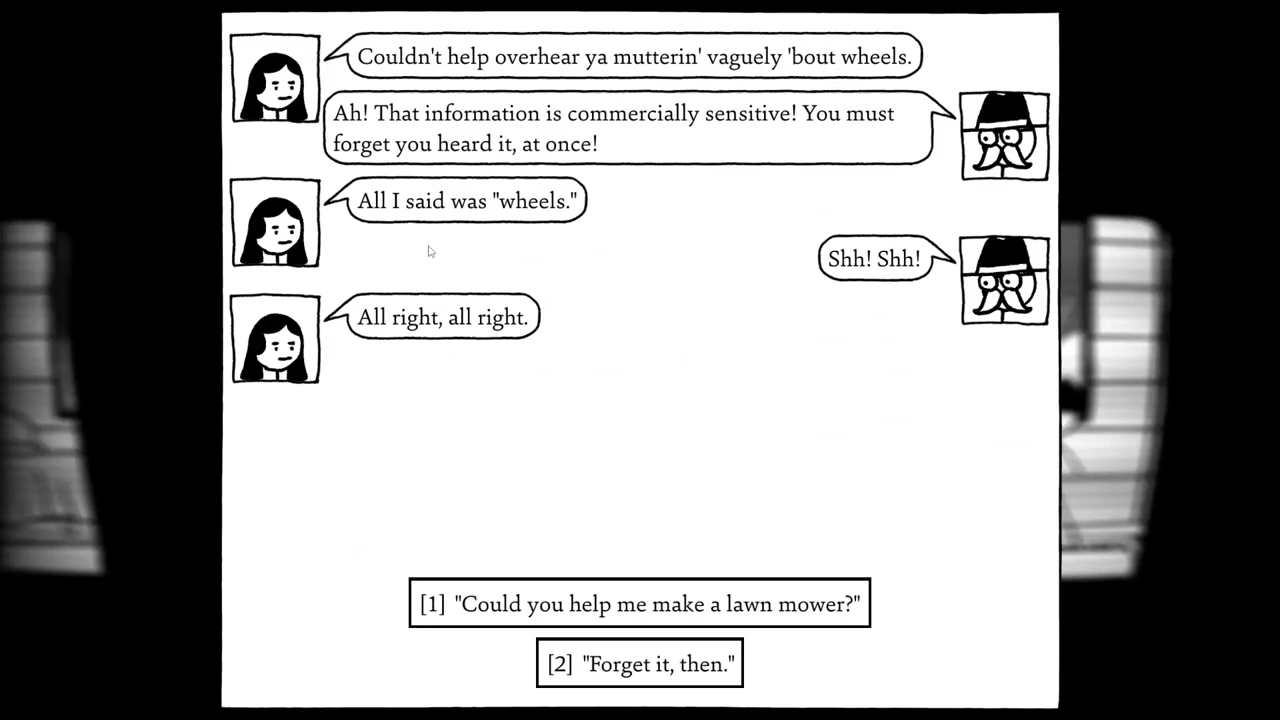 Couldn't help overhear ya mutterin' vaguely 'bout wheels.
Ah! That information is commercially sensitive! You must
forget you heard it, at once!
All I said was "wheels."
Shh! Shh!
All right, all right.
[1] "Could you help me make a lawn mower?"
[2] "Forget it, then."